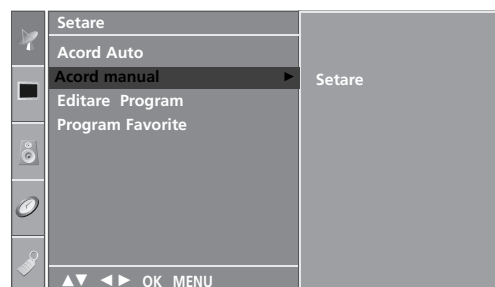 Setare
Acord Auto
Acord manual ► Setare
Editare Program
Program Favorite
▲▼ ◄► OK MENU